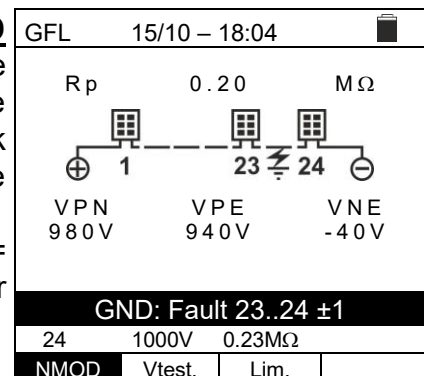 GFL 15/10 – 18:04
Rp 0.20 MΩ
1 23 24
VPN VPE VNE
980V 940V -40V
GND: Fault 23..24 ±1
24 1000V 0.23MΩ
NMOD Vtest. Lim.